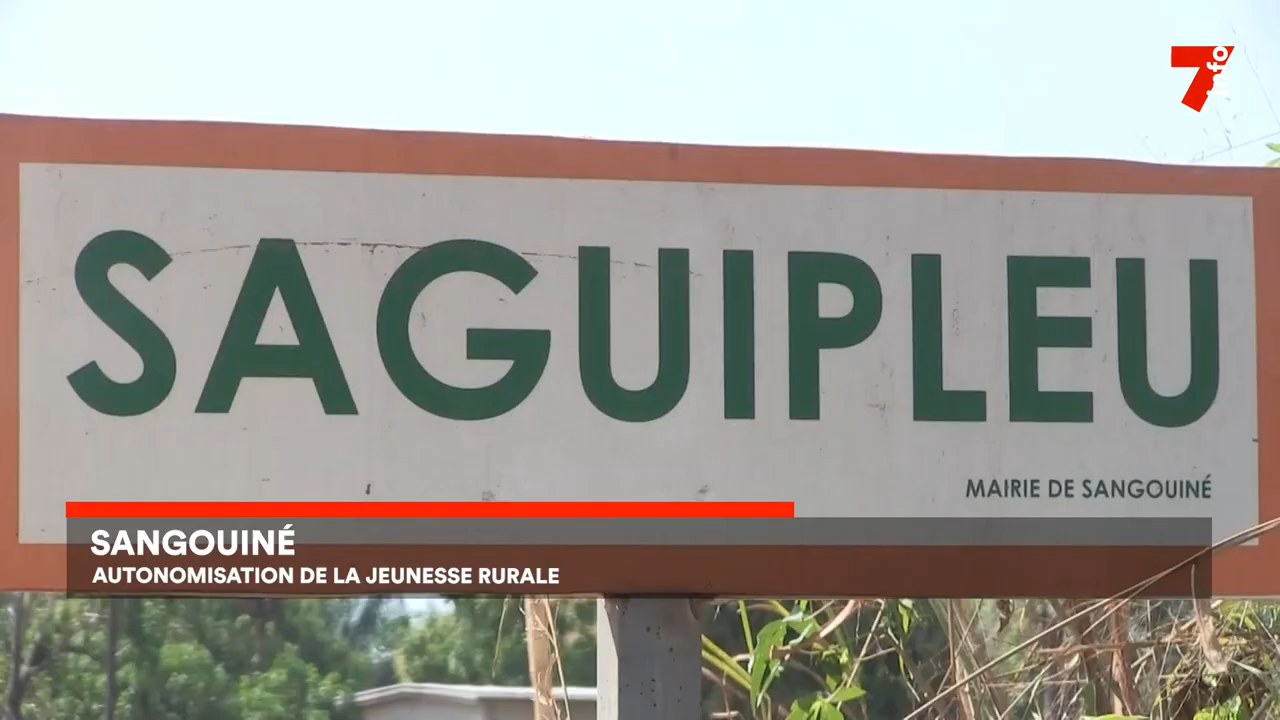 7info
SAGUIPLEU
MAIRIE DE SANGOUINÉ
SANGOUINÉ
AUTONOMISATION DE LA JEUNESSE RURALE